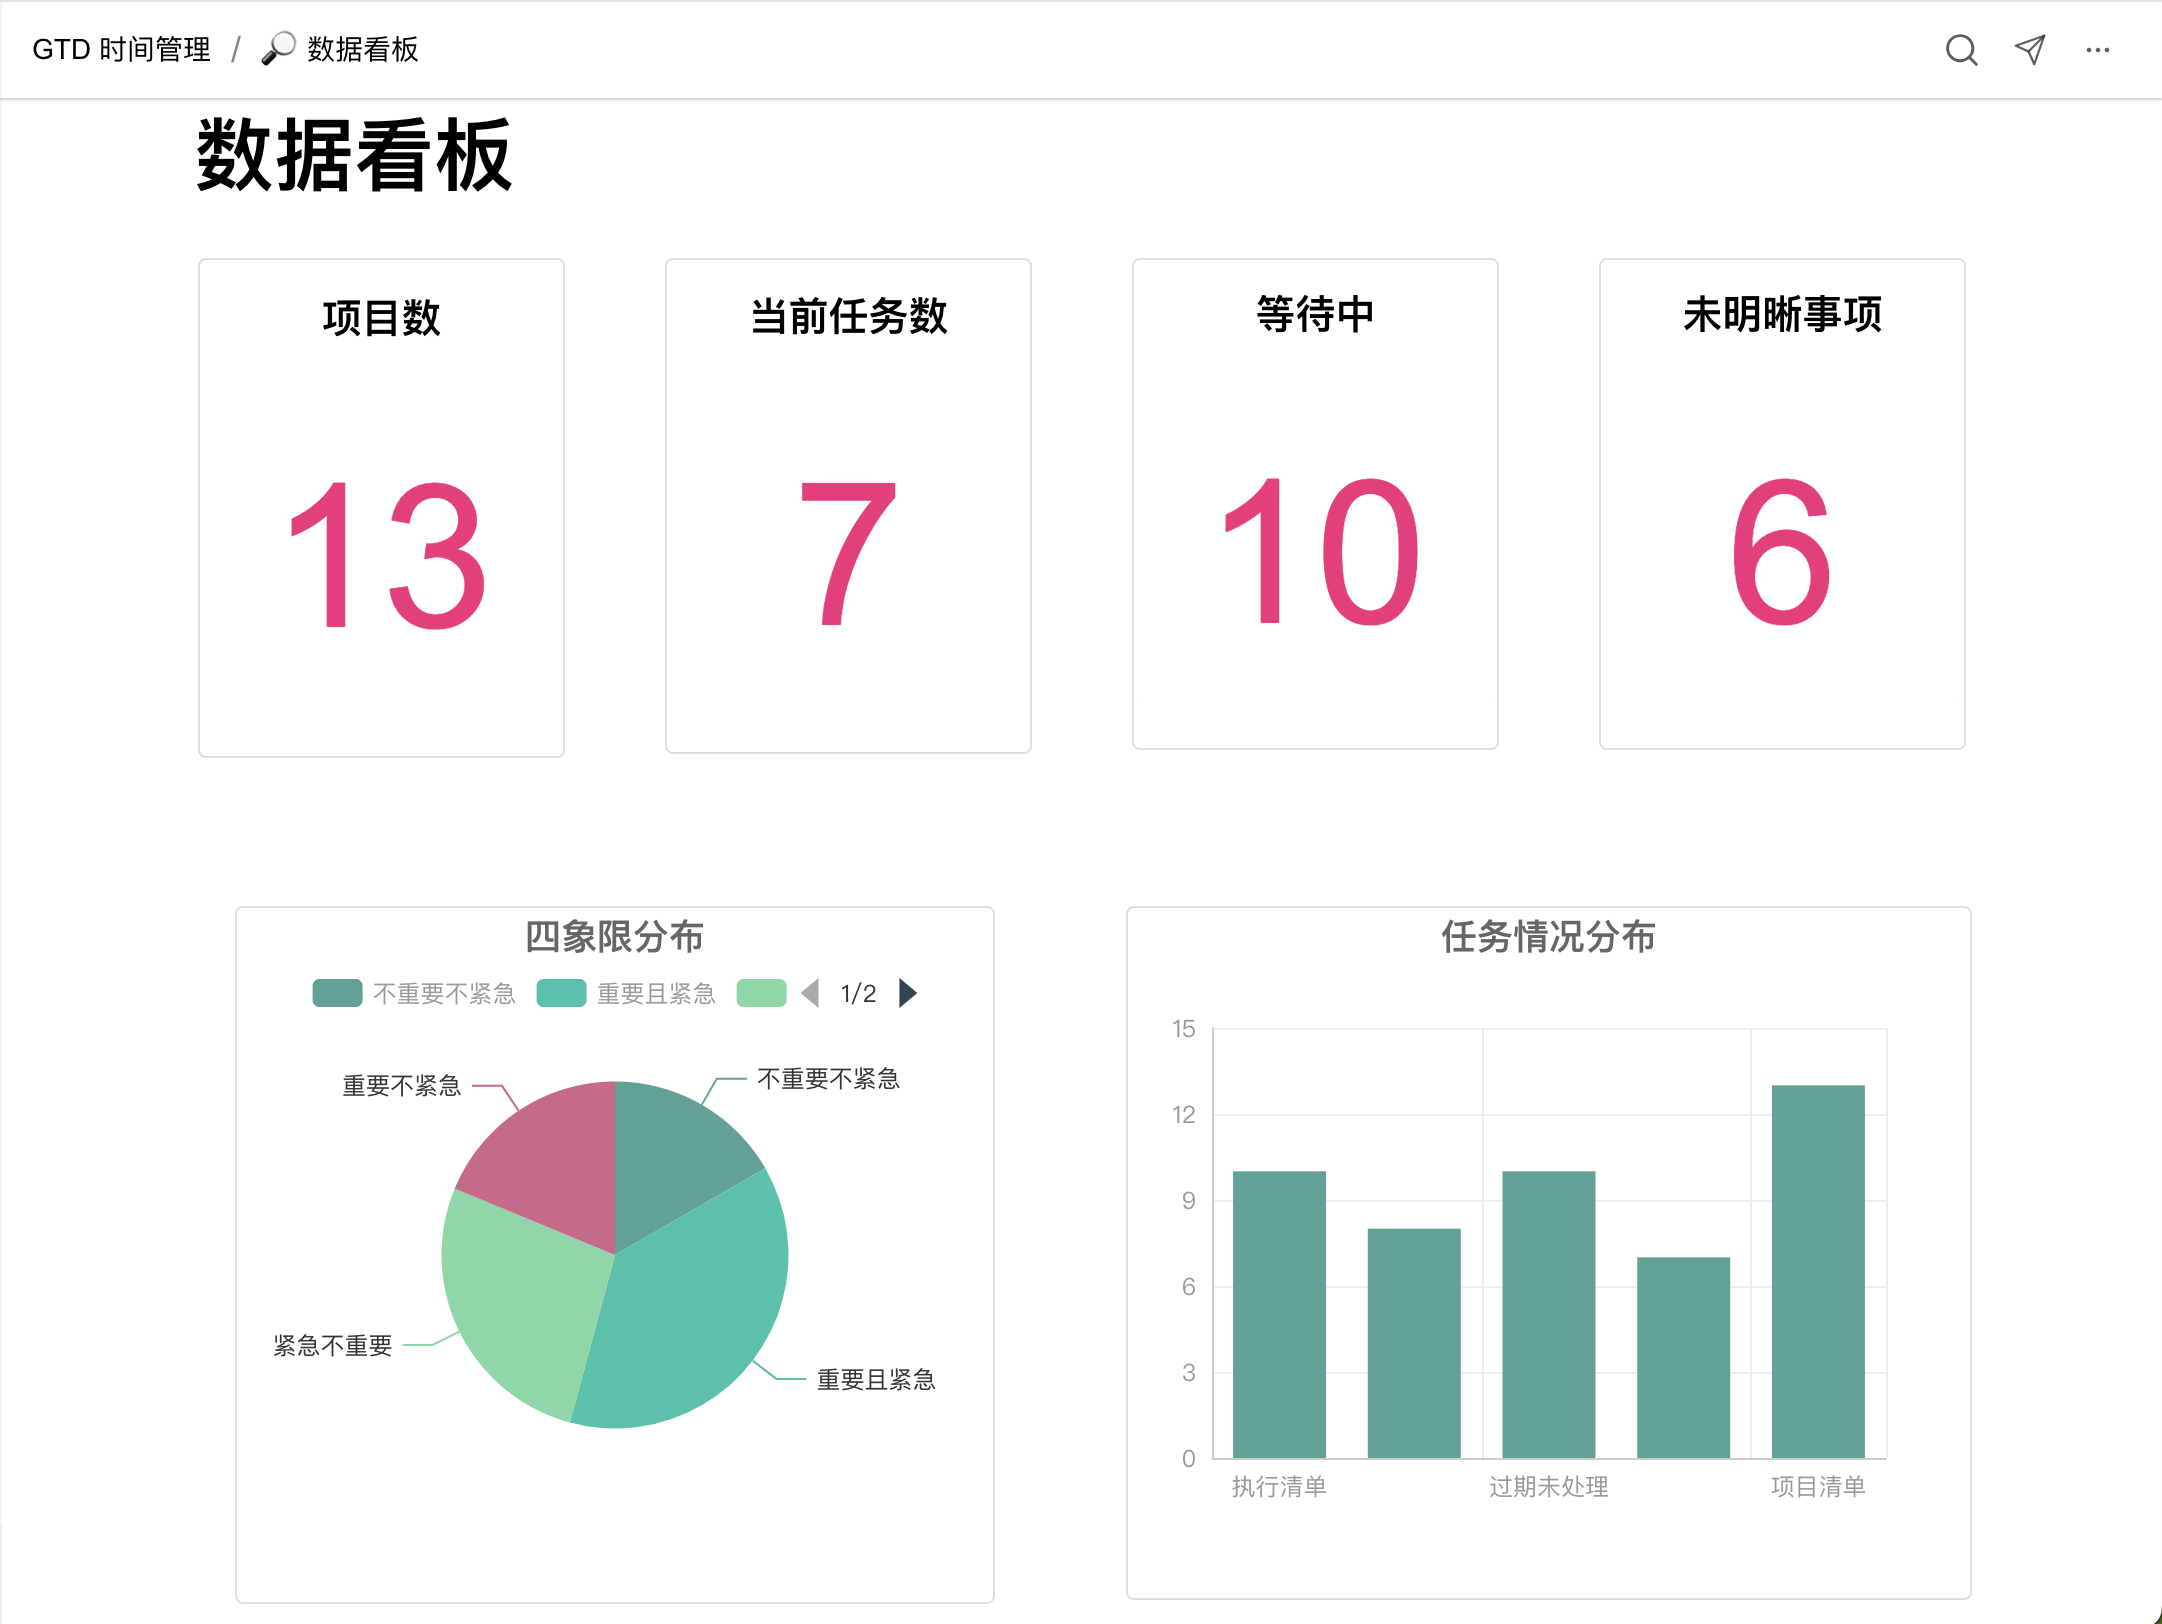 GTD 时间管理 / 🔎 数据看板
数据看板
项目数
13
当前任务数
7
等待中
10
未明晰事项
6
四象限分布
不重要不紧急 重要且紧急 1/2
重要不紧急
不重要不紧急
紧急不重要
重要且紧急
任务情况分布
15
12
9
6
3
0
执行清单 过期未处理 项目清单